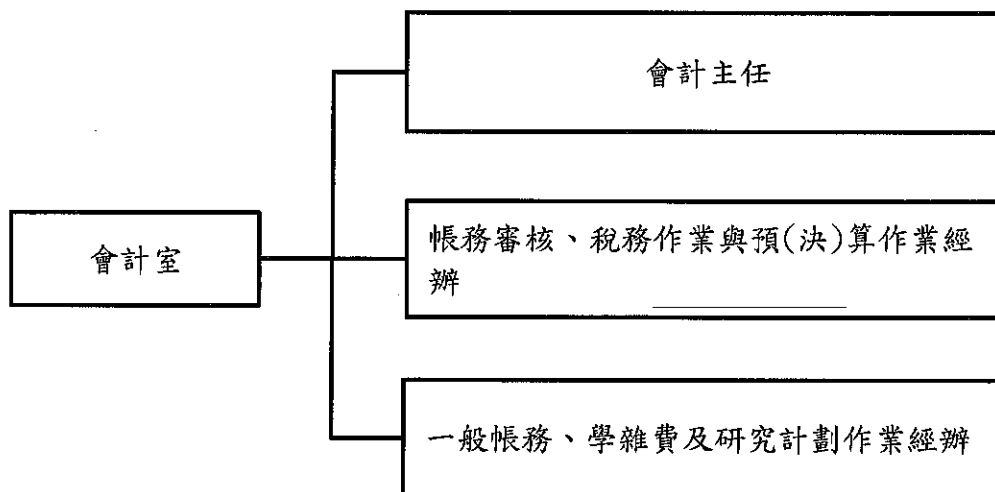 會計主任
會計室
帳務審核、稅務作業與預(決)算作業經
辦
一般帳務、學雜費及研究計劃作業經辦